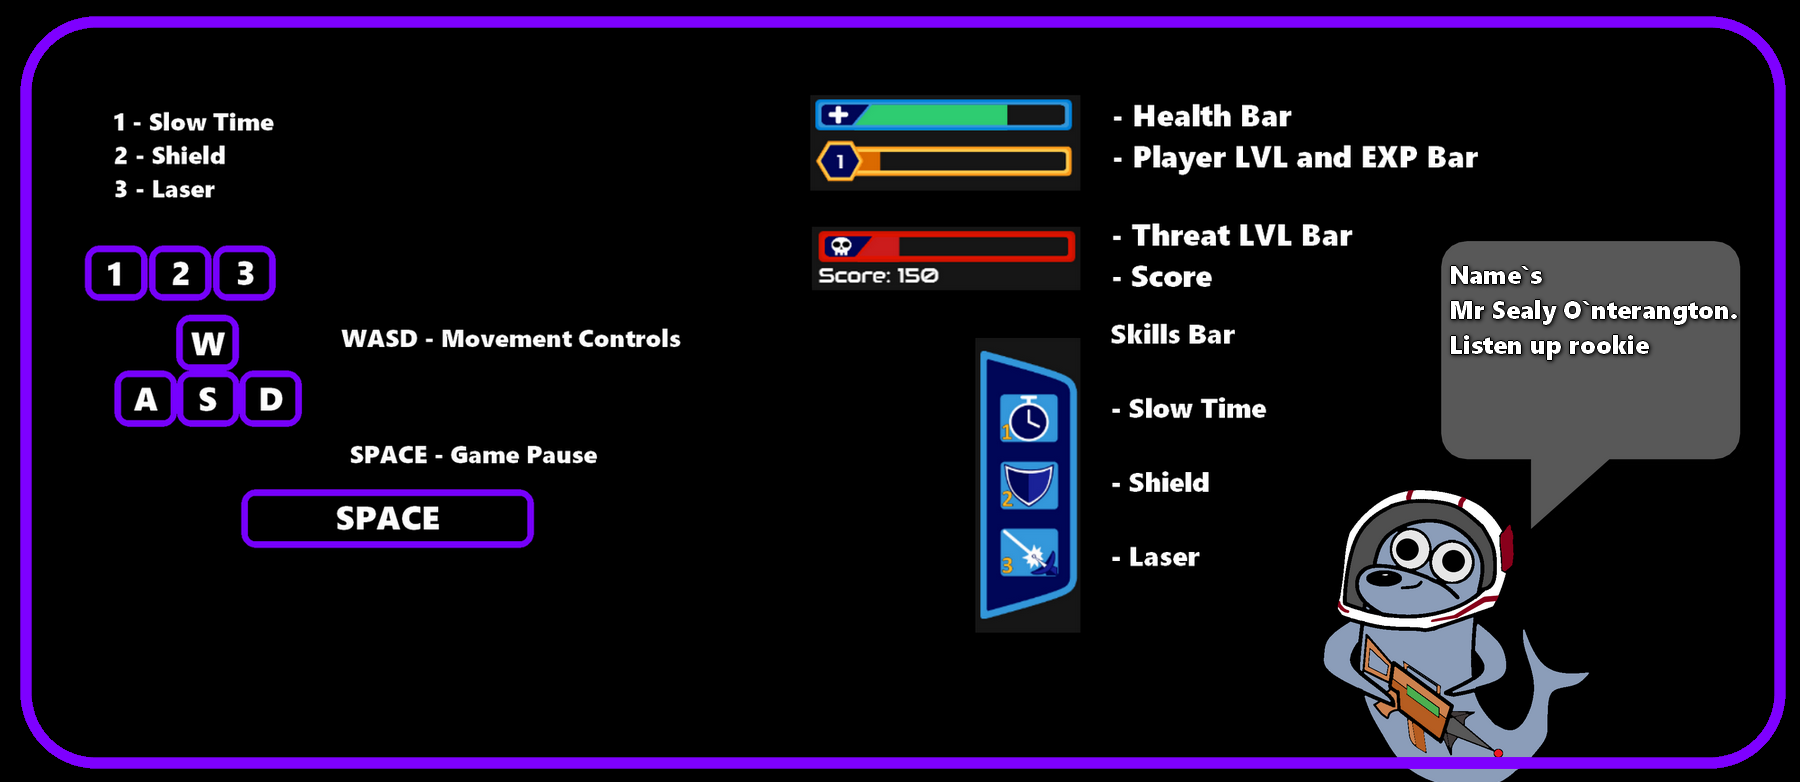 1 - Slow Time
2 - Shield
3 - Laser
1 2 3
W
A S D
WASD - Movement Controls
SPACE - Game Pause
SPACE
- Health Bar
1
- Player LVL and EXP Bar
- Threat LVL Bar
Score: 150
- Score
Skills Bar
1
- Slow Time
2
- Shield
3
- Laser
Name`s
Mr Sealy O`nterangton.
Listen up rookie